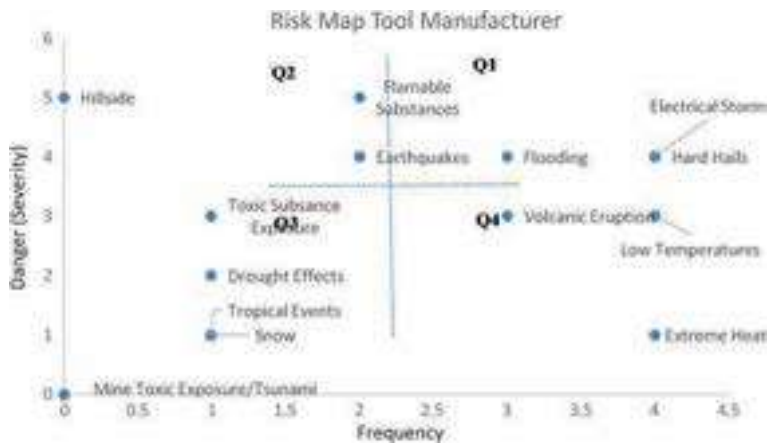 Risk Map Tool Manufacturer
6
5
4
3
2
1
0
Danger (Severity)
Q2
Q1
Hillside
Flamable
Substances
Electrical Storm
Earthquakes
Flooding
Hard Hails
Toxic Subsance
Exposure
Q3
Q4
Volcanic Eruption
Low Temperatures
Drought Effects
Tropical Events
Snow
Extreme Heat
Mine Toxic Exposure/Tsunami
0
0.5
1
1.5
2
2.5
3
3.5
4
4.5
Frequency